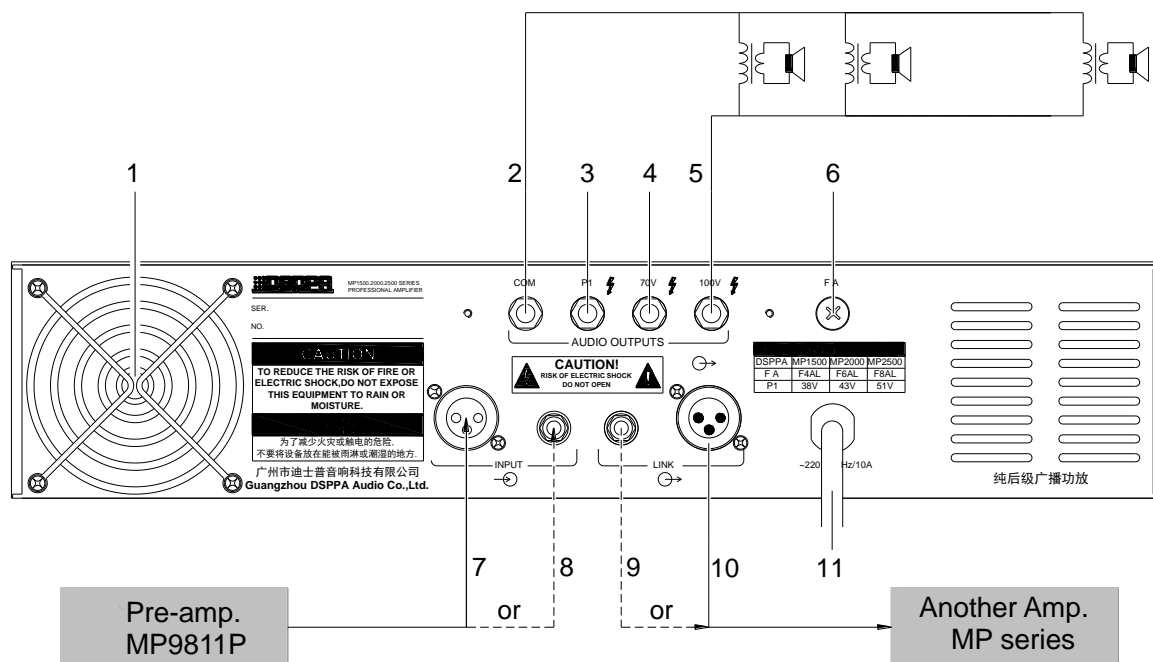 2 3 4 5 6
1
DSPPA MP1500.2000.2500 SERIES
PROFESSIONAL AMPLIFIER
SER.
NO.
COM P1 70V 100V F A
AUDIO OUTPUTS
CAUTION
TO REDUCE THE RISK OF FIRE OR
ELECTRIC SHOCK,DO NOT EXPOSE
THIS EQUIPMENT TO RAIN OR
MOISTURE.
为了减少火灾或触电的危险.
不要将设备放在能被雨淋或潮湿的地方.
广州市迪士普音响科技有限公司
Guangzhou DSPPA Audio Co.,Ltd.
CAUTION!
RISK OF ELECTRIC SHOCK
DO NOT OPEN
INPUT LINK
DSPPA MP1500 MP2000 MP2500
F A F4AL F6AL F8AL
P1 38V 43V 51V
~220 Hz/10A
纯后级广播功放
7 8 9 10 11
or or
Pre-amp.
MP9811P
Another Amp.
MP series